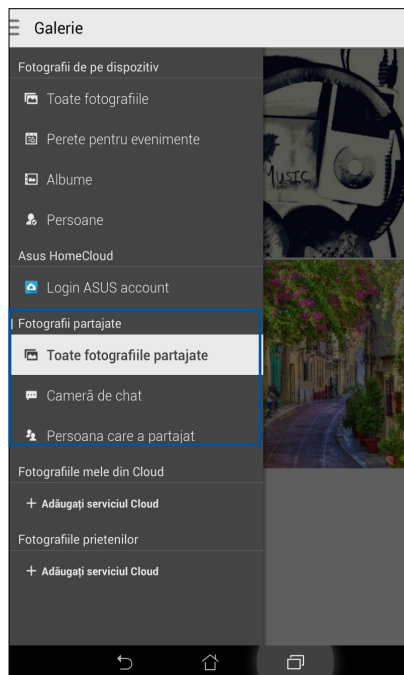 Galerie
Fotografii de pe dispozitiv
Toate fotografiile
Perete pentru evenimente
Albume
Persoane
Asus HomeCloud
Login ASUS account
Fotografii partajate
Toate fotografiile partajate
Cameră de chat
Persoana care a partajat
Fotografiile mele din Cloud
+ Adăugați serviciul Cloud
Fotografiile prietenilor
+ Adăugați serviciul Cloud
MUSIC